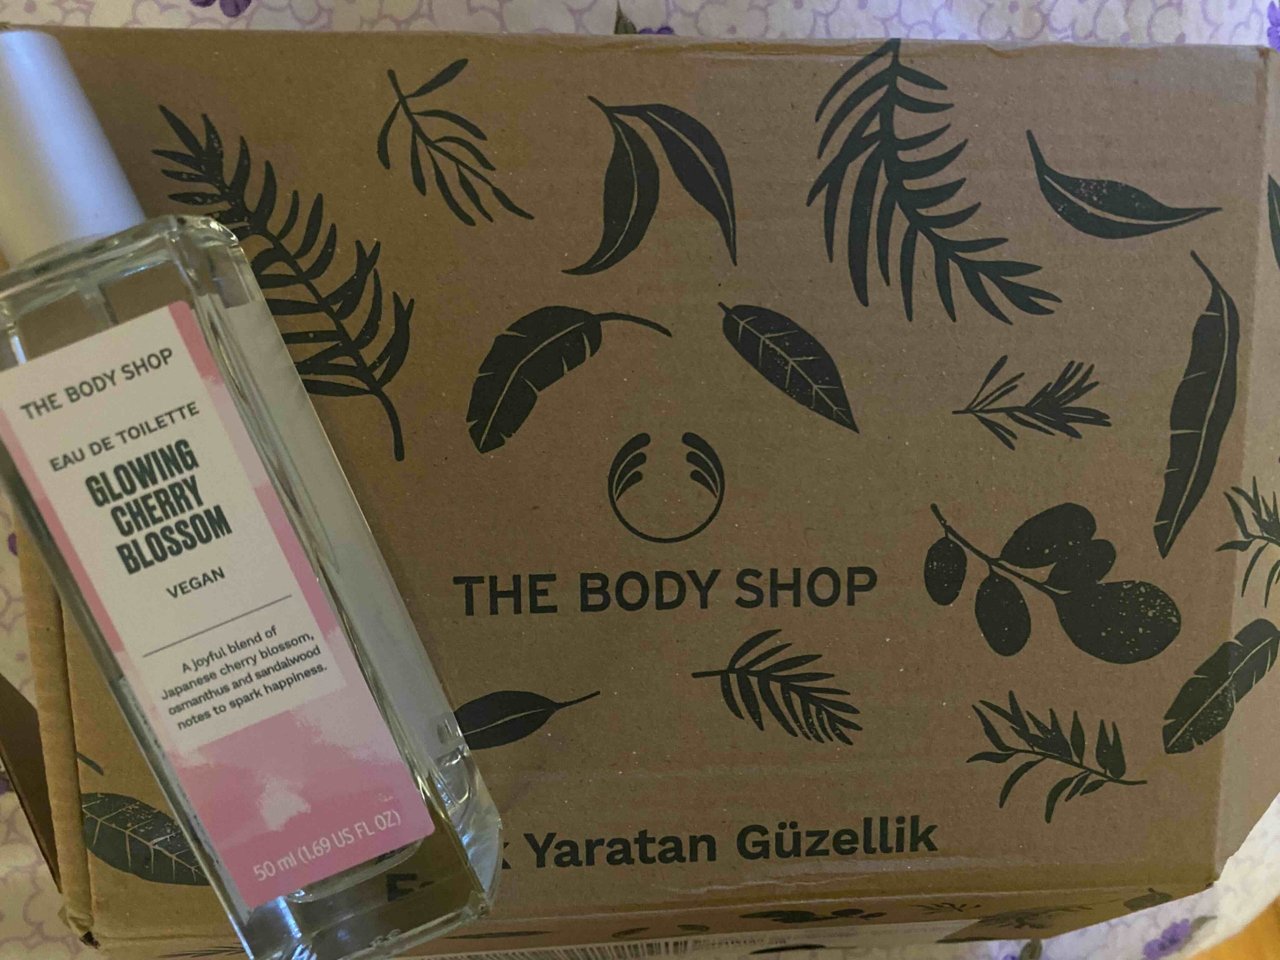 THE BODY SHOP
EAU DE TOILETTE
GLOWING
CHERRY
BLOSSOM
VEGAN
A joyful blend of
Japanese cherry blossom,
osmanthus and sandalwood
notes to spark happiness.
50 ml (1.69 US FL OZ)
THE BODY SHOP
Yaratan Güzellik